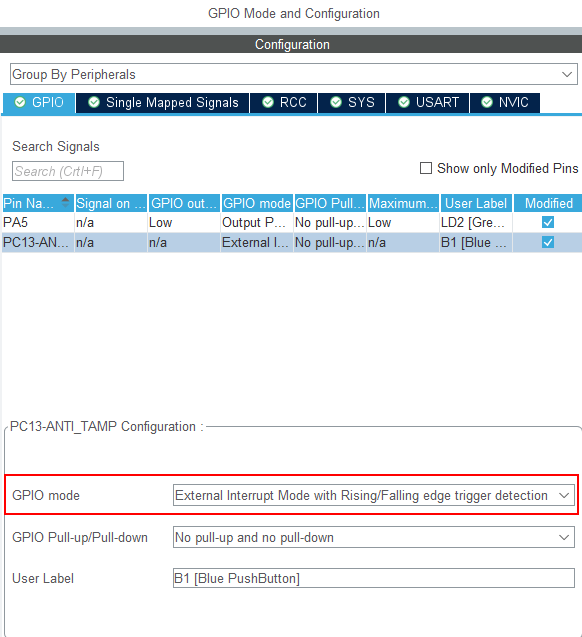 GPIO Mode and Configuration
Configuration
Group By Peripherals
GPIO Single Mapped Signals RCC SYS USART NVIC
Search Signals
Search (CrtI+F)
Show only Modified Pins
Pin Na... Signal on ... GPIO out... GPIO mode GPIO Pull... Maximum... User Label Modified
PA5 n/a Low Output P... No pull-up... Low LD2 [Gre...
PC13-AN... n/a n/a External I... No pull-up... n/a B1 [Blue ...
PC13-ANTI_TAMP Configuration :
GPIO mode External Interrupt Mode with Rising/Falling edge trigger detection
GPIO Pull-up/Pull-down No pull-up and no pull-down
User Label B1 [Blue PushButton]